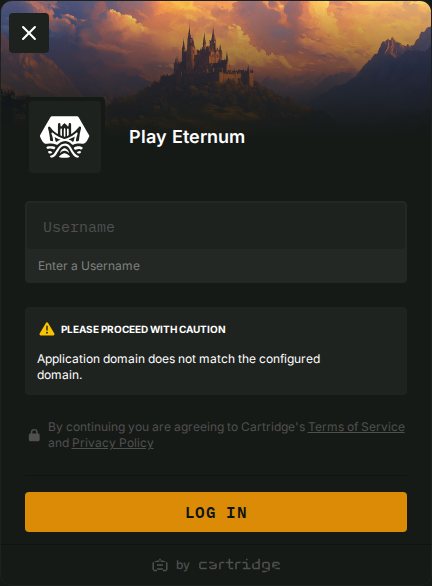 Play Eternum
Username
Enter a Username
PLEASE PROCEED WITH CAUTION
Application domain does not match the configured
domain.
By continuing you are agreeing to Cartridge's Terms of Service
and Privacy Policy
LOG IN
by cartridge